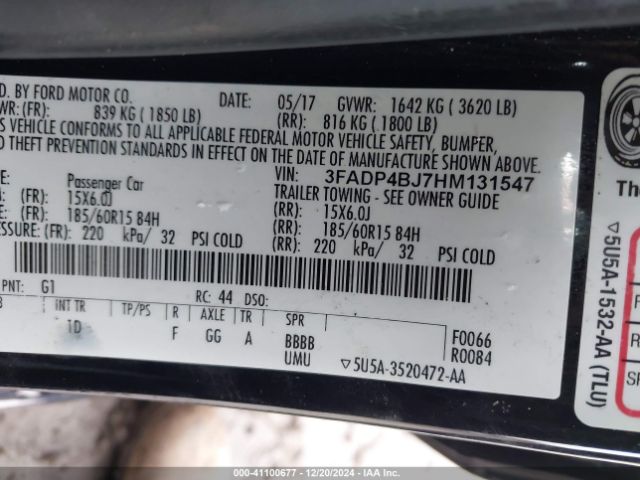 D. BY FORD MOTOR CO.
DATE: 05/17 GVWR: 1642 KG ( 3620 LB)
WR: (FR): 839 KG ( 1850 LB) (RR): 816 KG ( 1800 LB)
S VEHICLE CONFORMS TO ALL APPLICABLE FEDERAL MOTOR VEHICLE SAFETY, BUMPER,
D THEFT PREVENTION STANDARDS IN EFFECT ON THE DATE OF MANUFACTURE SHOWN ABOVE.
VIN: 3FADP4BJ7HM131547
Passenger Car TRAILER TOWING - SEE OWNER GUIDE
(FR): 15X6.0J (RR): 15X6.0J
(FR): 185/60R15 84H (RR): 185/60R15 84H
SSURE: (FR): 220 kPa/ 32 PSI COLD (RR): 220 kPa/ 32 PSI COLD
PNT: G1 RC: 44 DSO:
INT TR TP/PS R AXLE TR SPR
1D F GG A BBBB
UMU
F0066
R0084
▽5U5A-3520472-AA
Th
▽5U5A-1532-AA (TLU)
F
R
SP
000-41100677 - 12/20/2024 - IAA Inc.